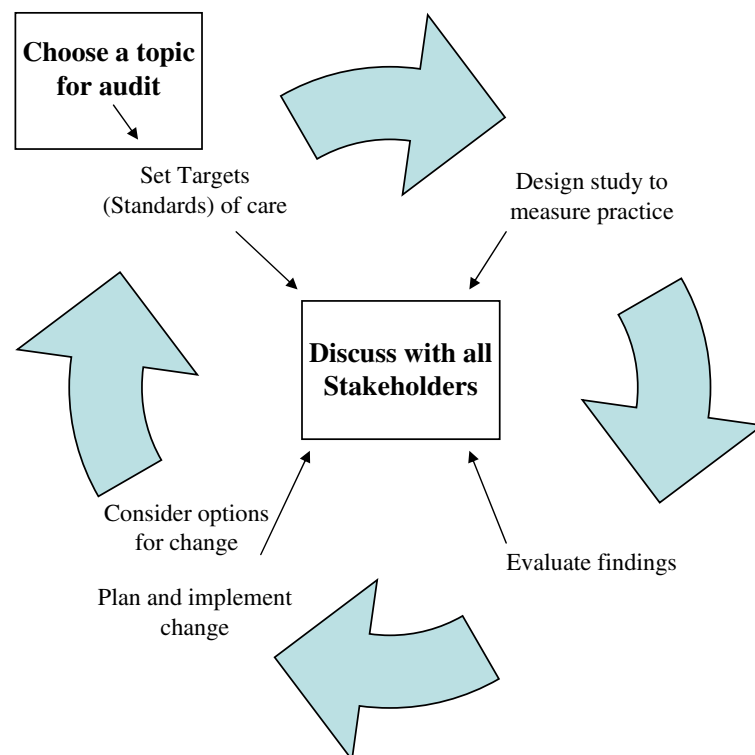 Choose a topic
for audit
Set Targets
(Standards) of care
Design study to
measure practice
Discuss with all
Stakeholders
Consider options
for change
Evaluate findings
Plan and implement
change